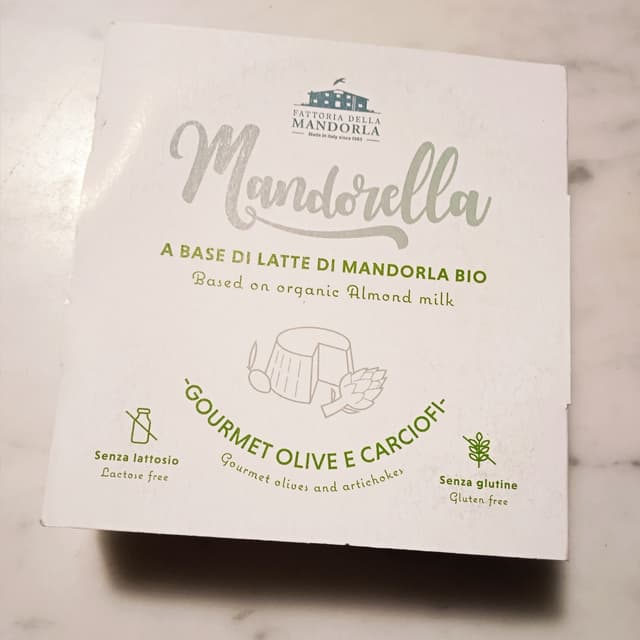 FATTORIA DELLA
MANDORLA
Made in Italy since 1985
Mandorella
A BASE DI LATTE DI MANDORLA BIO
Based on organic Almond milk
-GOURMET OLIVE E CARCIOFI-
Gourmet olives and artichokes
Senza lattosio
Lactose free
Senza glutine
Gluten free